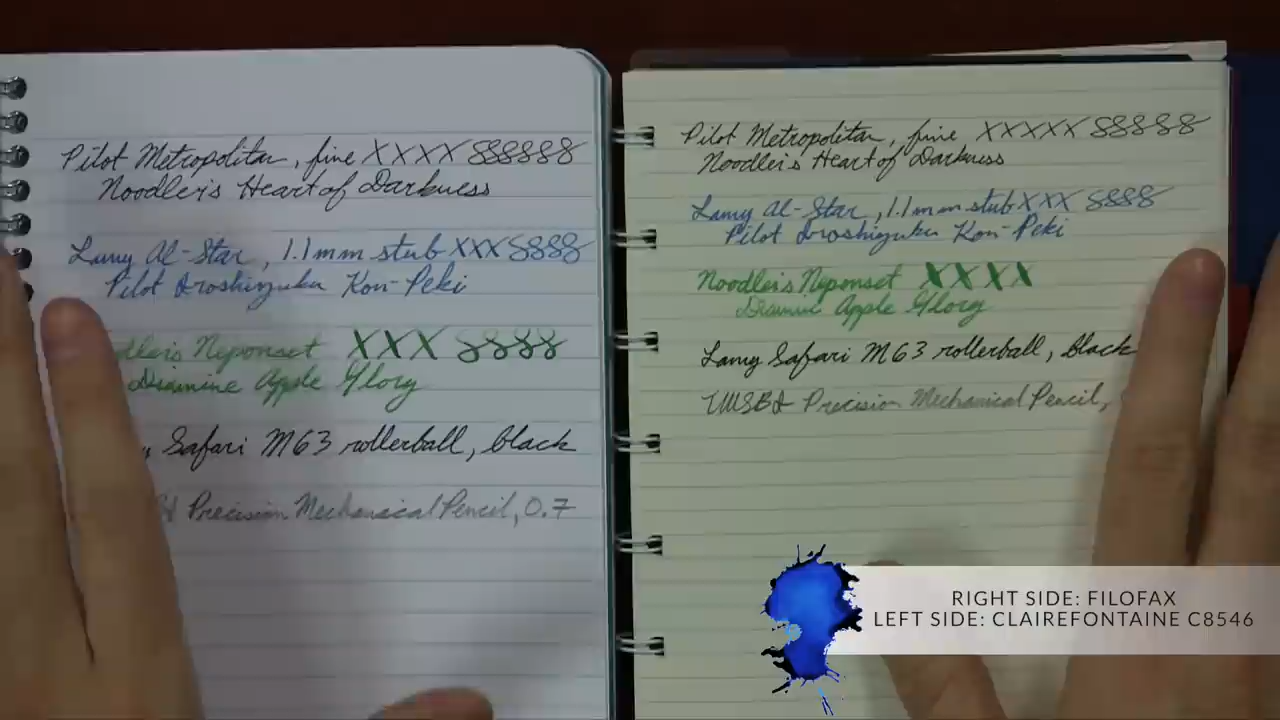 Pilot Metropolitan, fine XXXX 888888
Noodler's Heart of Darkness
Lamy Al-Star, 1.1mm stub XXX 8888
Pilot Iroshizuku Kon-Peki
Neponset XXX 8888
Diamine Apple Glory
Safari M63 rollerball, black
Precision Mechanical Pencil, 0.7
Pilot Metropolitan, fine XXXXX 88888
Noodler's Heart of Darkness
Lamy Al-Star, 1.1mm stub XXX 8888
Pilot Iroshizuku Kon-Peki
Noodler's Neponset XXXX
Diamine Apple Glory
Lamy Safari M63 rollerball, black
Precision Mechanical Pencil,
RIGHT SIDE: FILOFAX
LEFT SIDE: CLAIREFONTAINE C8546